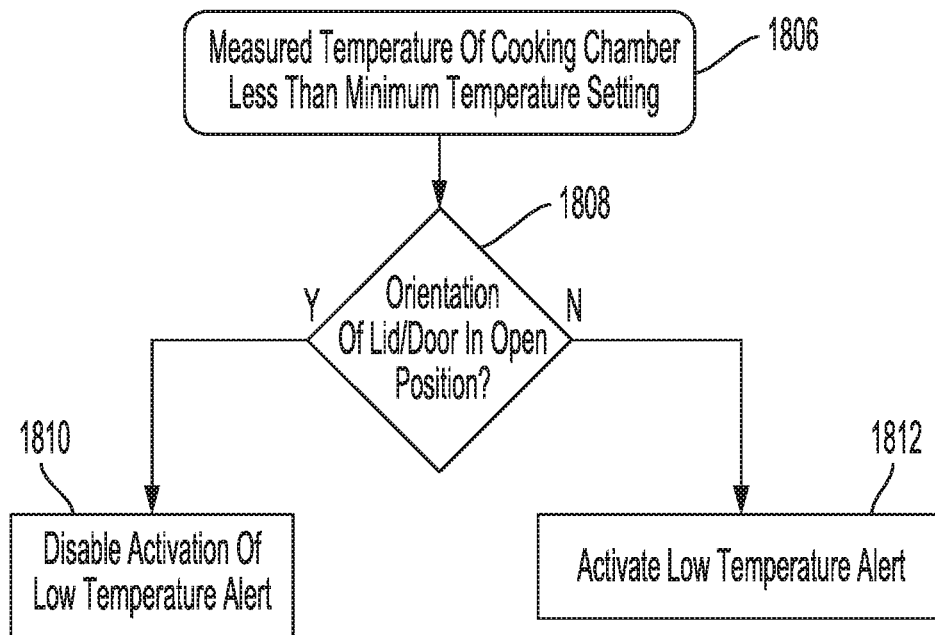 Measured Temperature Of Cooking Chamber
Less Than Minimum Temperature Setting
1806
1808
Orientation
Of Lid/Door In Open
Position?
Y
N
1810
Disable Activation Of
Low Temperature Alert
1812
Activate Low Temperature Alert